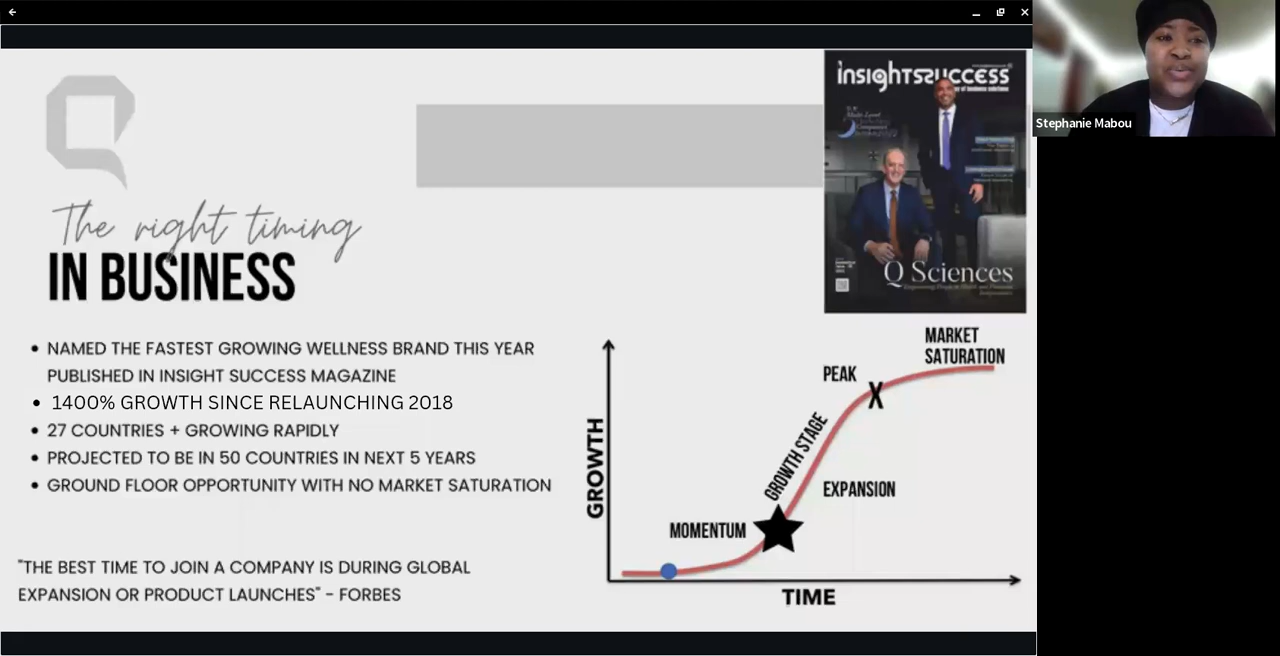 Stephanie Mabou
insightssuccess
Q Sciences
The right timing
IN BUSINESS
• NAMED THE FASTEST GROWING WELLNESS BRAND THIS YEAR
PUBLISHED IN INSIGHT SUCCESS MAGAZINE
• 1400% GROWTH SINCE RELAUNCHING 2018
• 27 COUNTRIES + GROWING RAPIDLY
• PROJECTED TO BE IN 50 COUNTRIES IN NEXT 5 YEARS
• GROUND FLOOR OPPORTUNITY WITH NO MARKET SATURATION
"THE BEST TIME TO JOIN A COMPANY IS DURING GLOBAL
EXPANSION OR PRODUCT LAUNCHES" - FORBES
MARKET
SATURATION
PEAK
X
GROWTH STAGE
EXPANSION
MOMENTUM
GROWTH
TIME